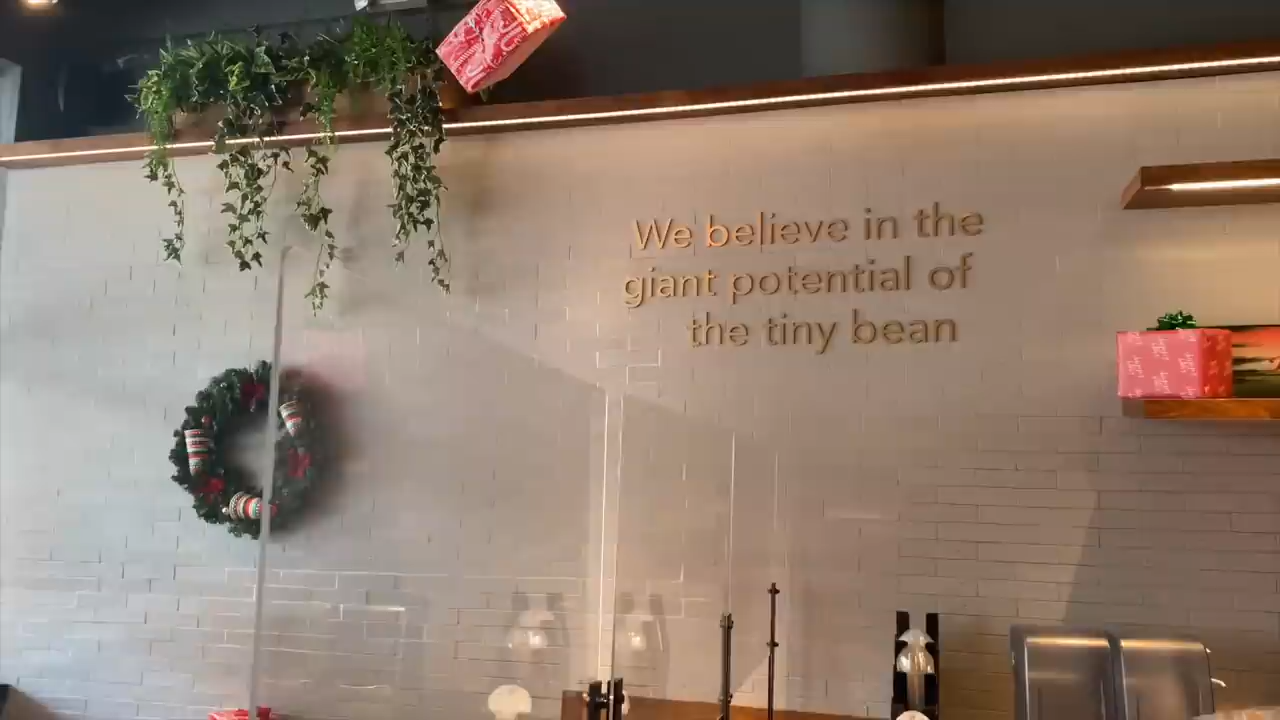 We believe in the
giant potential of
the tiny bean